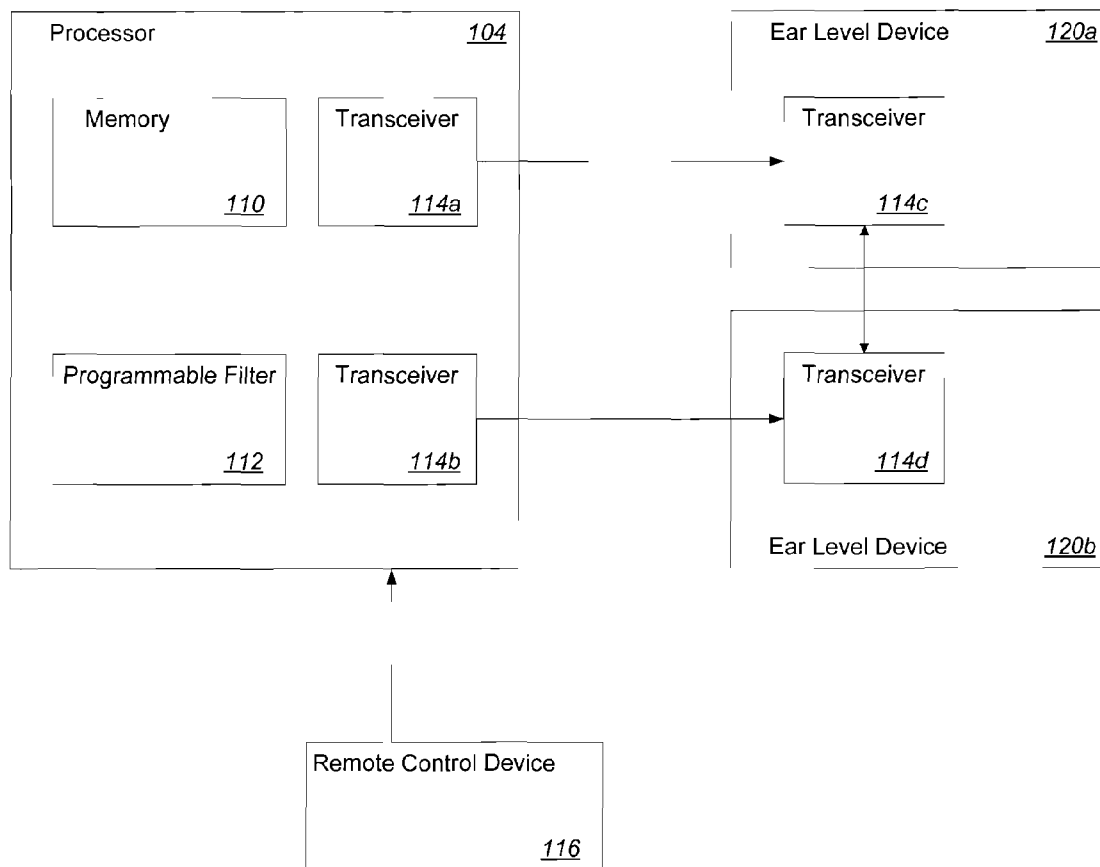 Processor 104
Memory
110
Transceiver
114a
Programmable Filter
112
Transceiver
114b
Ear Level Device 120a
Transceiver
114c
Transceiver
114d
Ear Level Device 120b
Remote Control Device
116